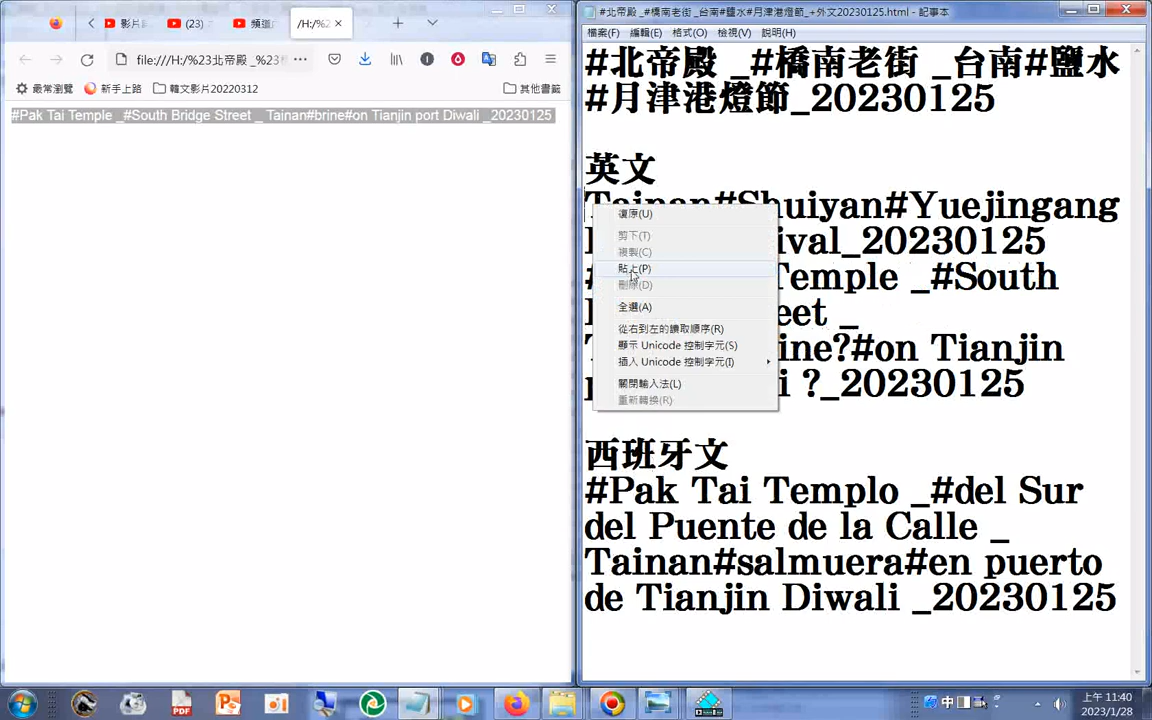 影片
(23)
頻道
/H:/%2
file:///H:/%23北帝殿 _%23
最常瀏覽
新手上路
韓文影片20220312
其他書籤
#Pak Tai Temple _#South Bridge Street _ Tainan#brine#on Tianjin port Diwali _20230125
#北帝殿 _#橋南老街 _台南#鹽水#月津港燈節_+外文20230125.html - 記事本
檔案(F) 編輯(E) 格式(O) 檢視(V) 說明(H)
#北帝殿 _#橋南老街 _台南#鹽水
#月津港燈節_20230125
英文
Tainan#Shuiyan#Yuejingang
ival_20230125
Temple _#South
eet _
ine?#on Tianjin
i ?_20230125
復原(U)
剪下(T)
複製(C)
貼上(P)
刪除(D)
全選(A)
從右到左的讀取順序(R)
顯示 Unicode 控制字元(S)
插入 Unicode 控制字元(I)
關閉輸入法(L)
重新轉換(R)
西班牙文
#Pak Tai Templo _#del Sur
del Puente de la Calle _
Tainan#salmuera#en puerto
de Tianjin Diwali _20230125
PDF
中
上午 11:40
2023/1/28